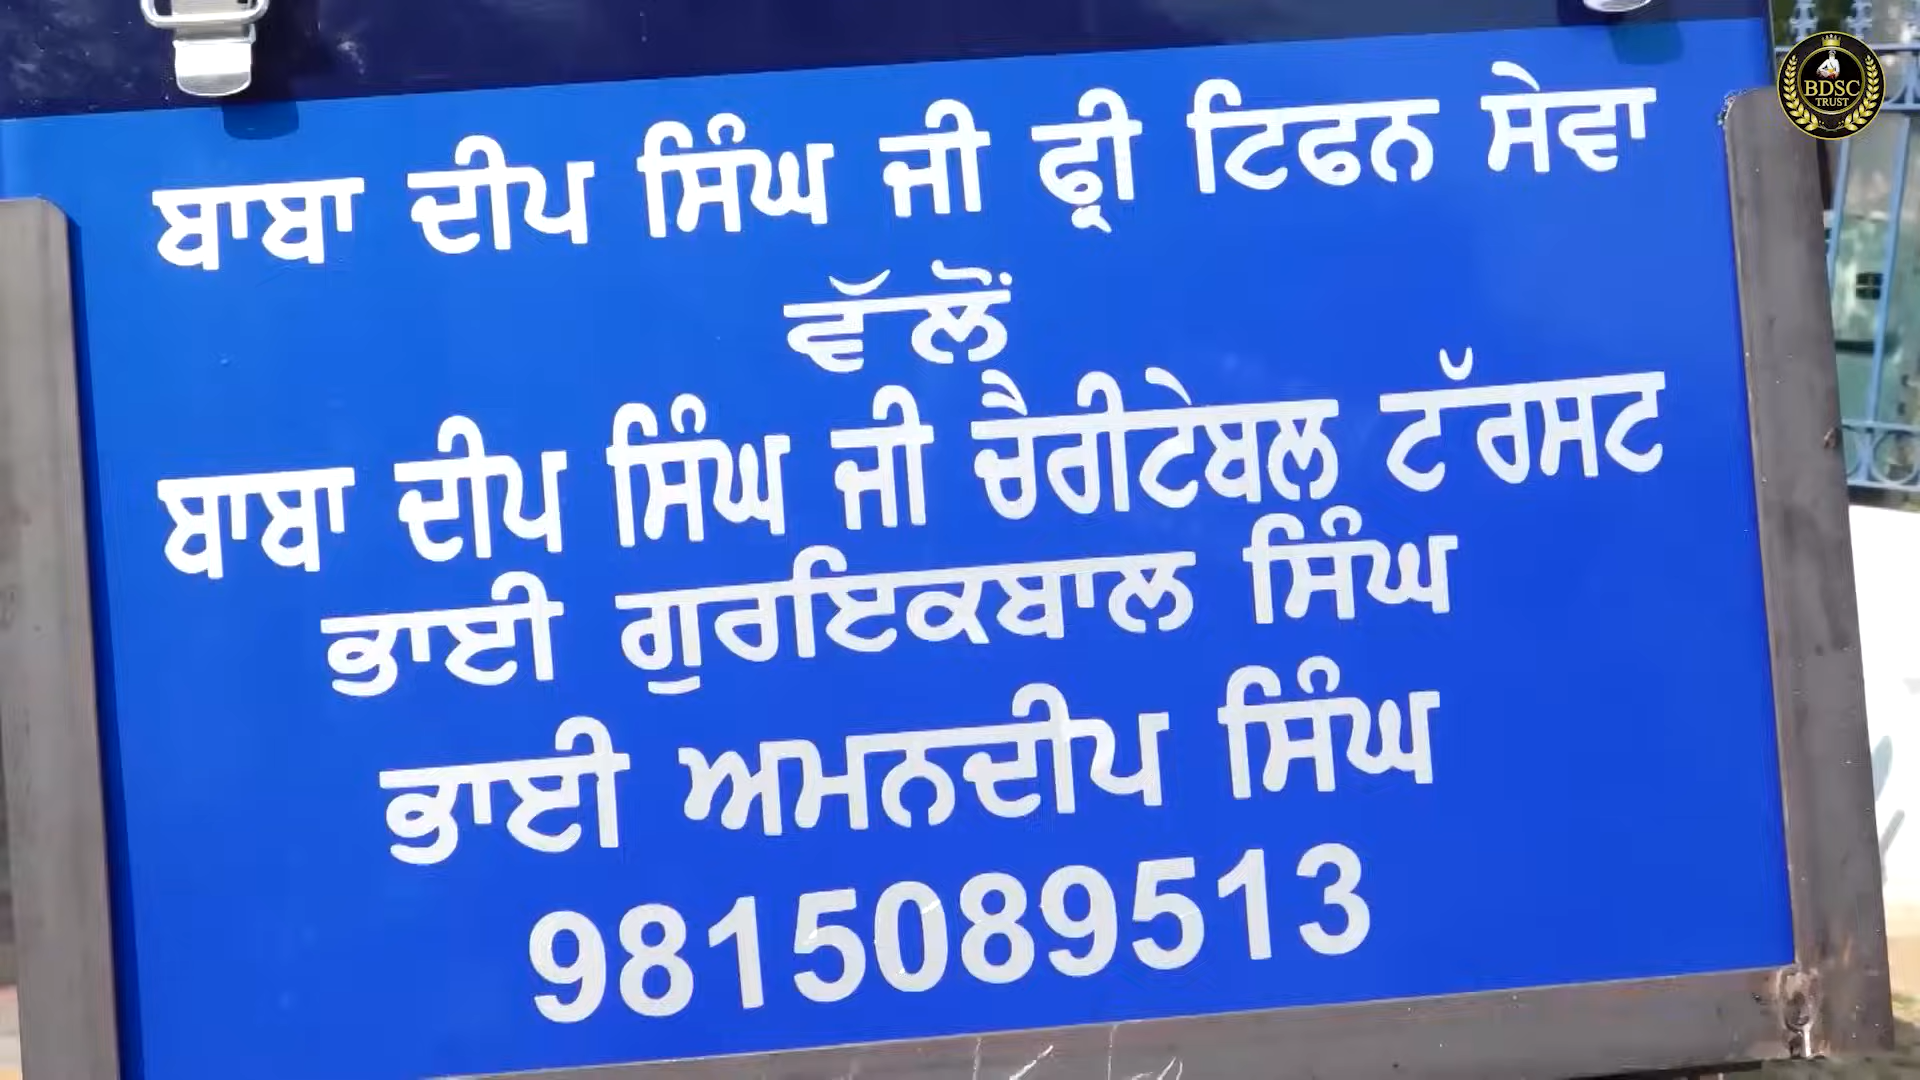 ਬਾਬਾ ਦੀਪ ਸਿੰਘ ਜੀ ਫ੍ਰੀ ਟਿਫਨ ਸੇਵਾ
ਵੱਲੋਂ
ਬਾਬਾ ਦੀਪ ਸਿੰਘ ਜੀ ਚੈਰੀਟੇਬਲ ਟੱਰਸਟ
ਭਾਈ ਗੁਰਇਕਬਾਲ ਸਿੰਘ
ਭਾਈ ਅਮਨਦੀਪ ਸਿੰਘ
9815089513
BDSC
TRUST